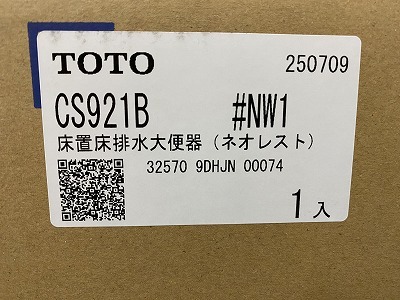 TOTO 250709
CS921B #NW1
床置床排水大便器(ネオレスト)
32570 9DHJN 00074
1入